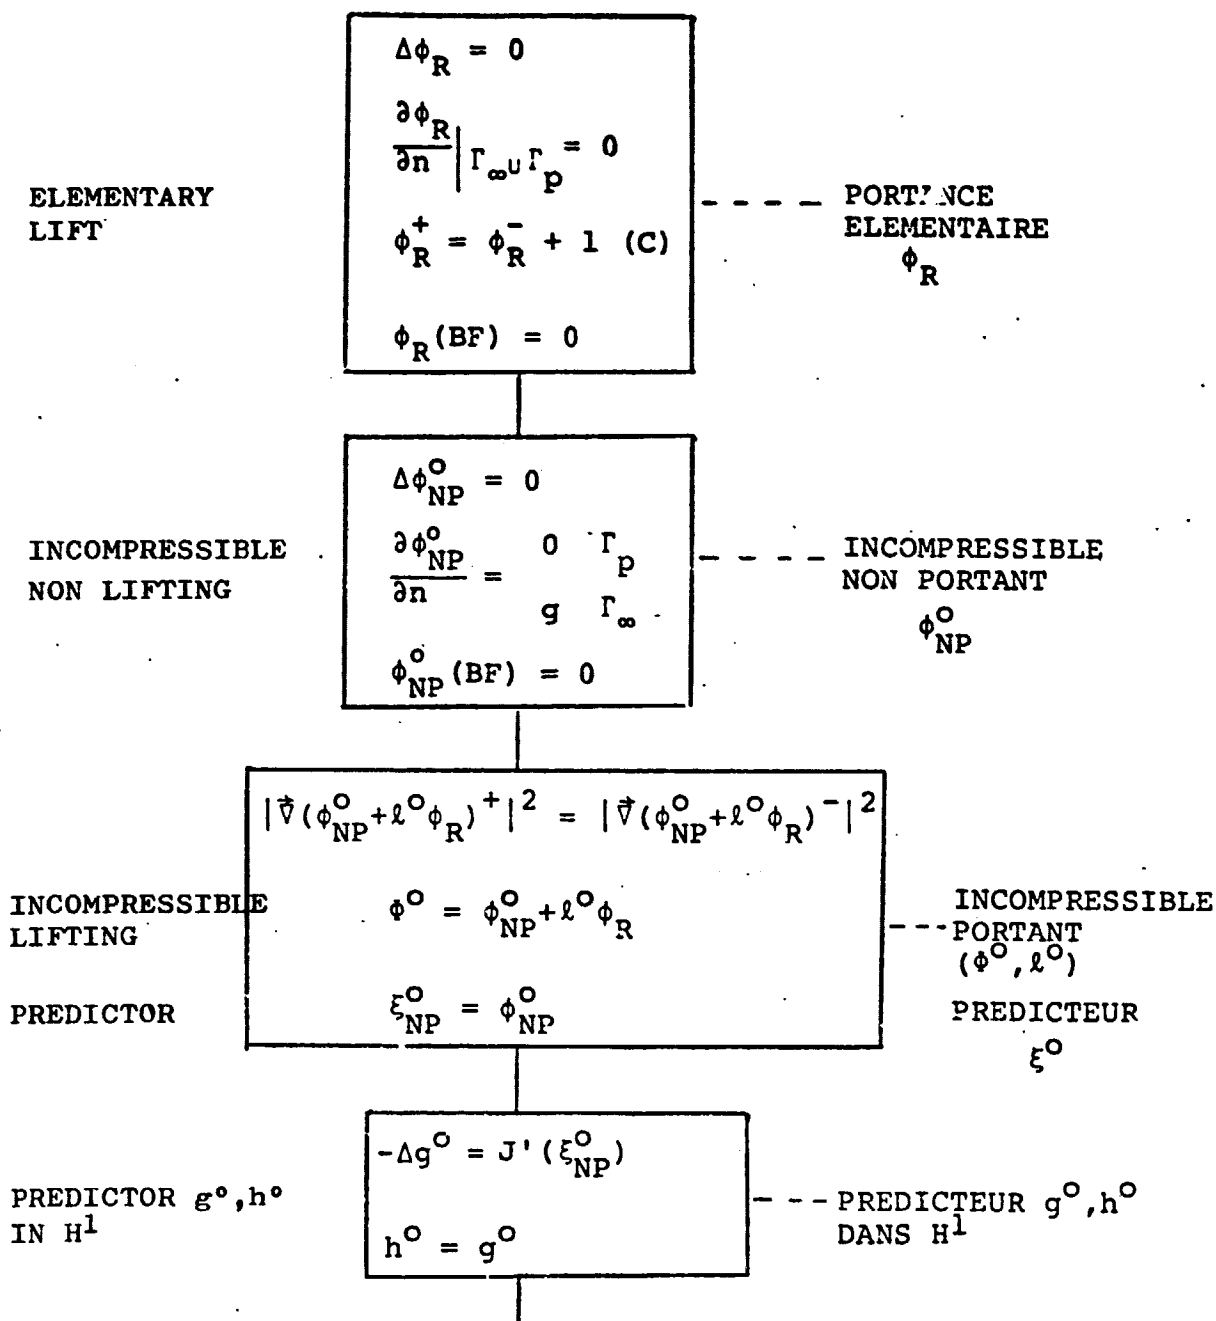 Δφ_R = 0
∂φ_R/∂n | Γ_∞ ∪ Γ_p = 0
ELEMENTARY
LIFT
φ_R^+ = φ_R^- + 1 (C)
φ_R(BF) = 0
ELEMENTAIRE
φ_R
Δφ_NP^o = 0
INCOMPRESSIBLE
NON LIFTING
∂φ_NP^o/∂n = 0 Γ_p
g Γ_∞
φ_NP^o(BF) = 0
INCOMPRESSIBLE
NON PORTANT
φ_NP^o
|∇⃗(φ_NP^o+ℓ^oφ_R)^+|^2 = |∇⃗(φ_NP^o+ℓ^oφ_R)^-|^2
INCOMPRESSIBLE
LIFTING
Φ^o = φ_NP^o+ℓ^oφ_R
INCOMPRESSIBLE
PORTANT
(Φ^o,ℓ^o)
PREDICTOR
ξ_NP^o = φ_NP^o
PREDICTEUR
ξ^o
-Δg^o = J'(ξ_NP^o)
PREDICTOR g^o,h^o
IN H^1
h^o = g^o
PREDICTEUR g^o,h^o
DANS H^1